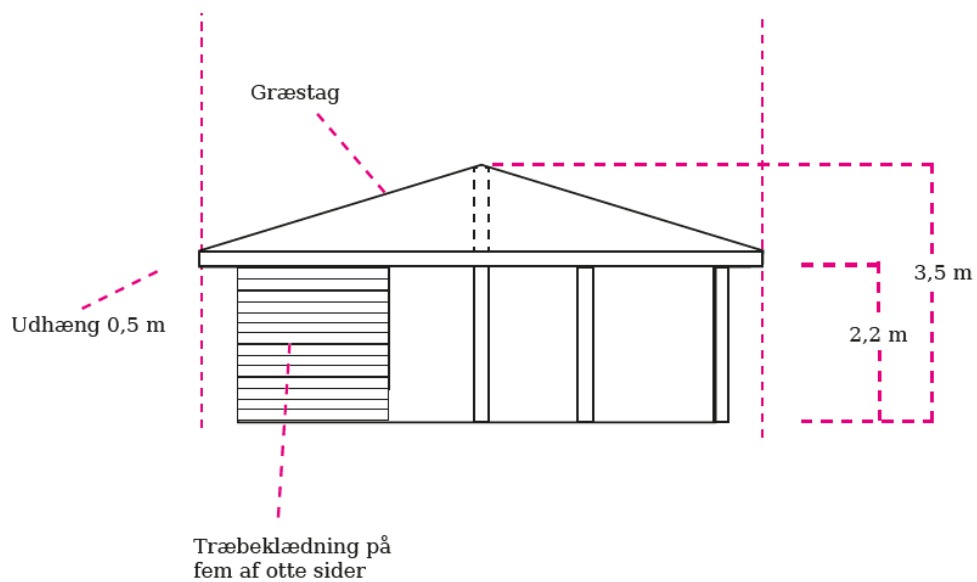 Græstag
3,5 m
Udhæng 0,5 m
2,2 m
Træbeklædning på
fem af otte sider